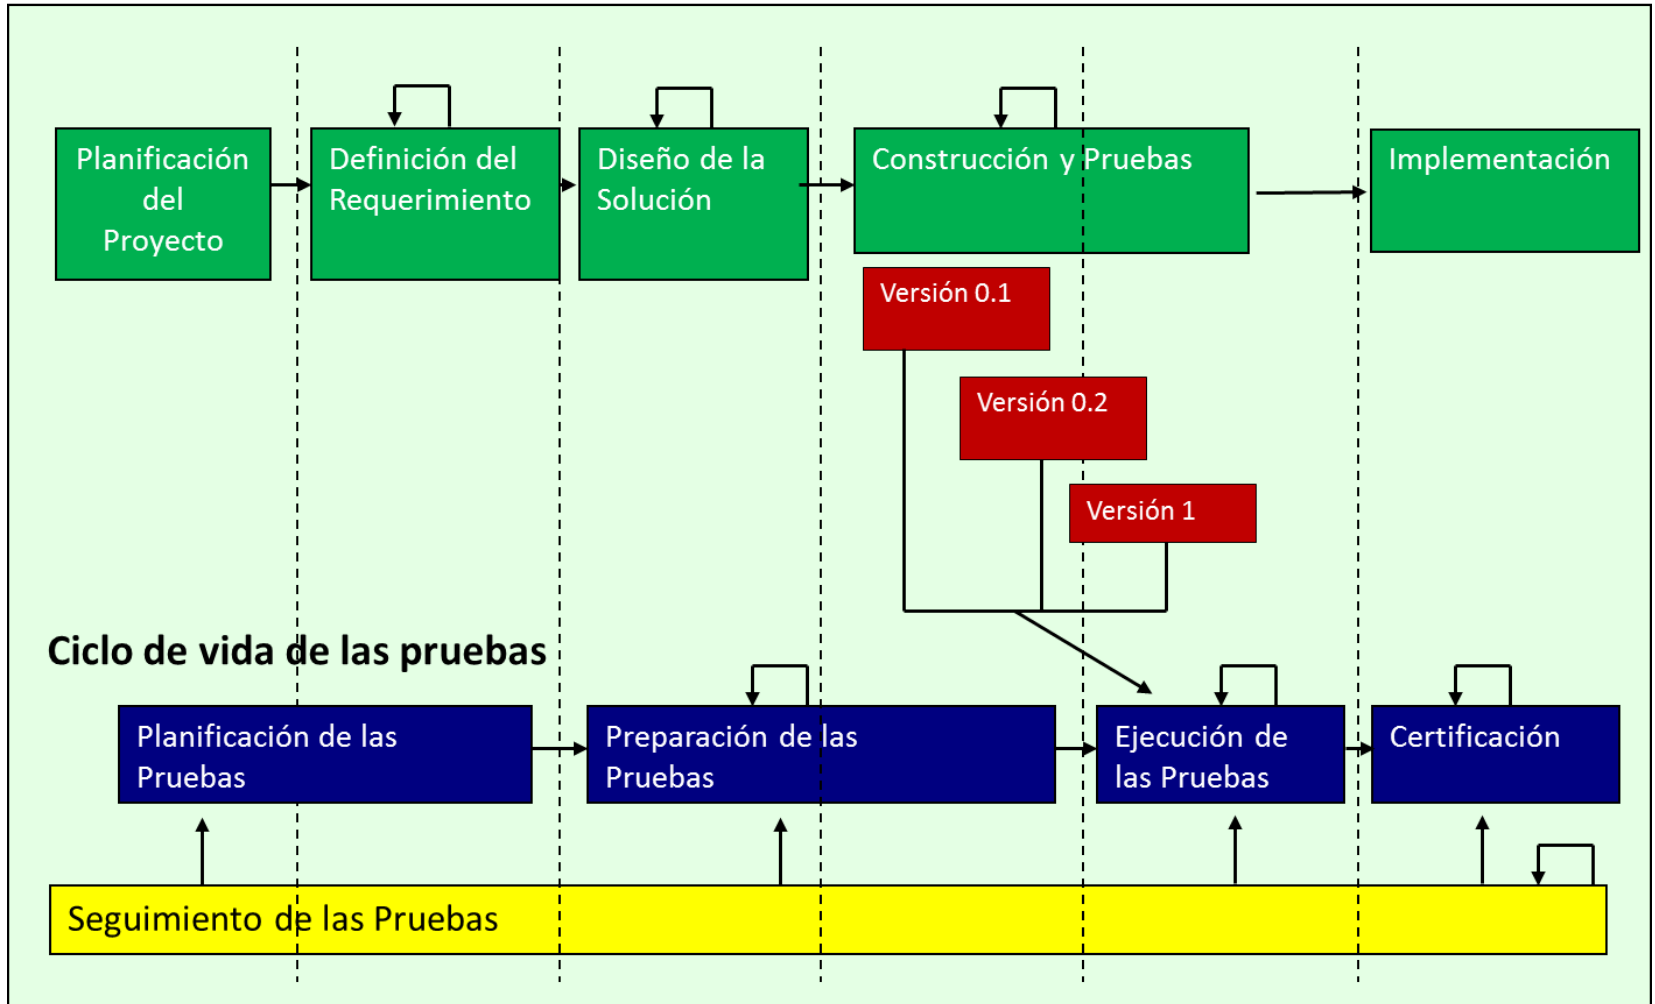 Planificación
del
Proyecto
Definición del
Requerimiento
Diseño de la
Solución
Construcción y Pruebas
Implementación
Versión 0.1
Versión 0.2
Versión 1
Ciclo de vida de las pruebas
Planificación de las
Pruebas
Preparación de las
Pruebas
Ejecución de
las Pruebas
Certificación
Seguimiento de las Pruebas